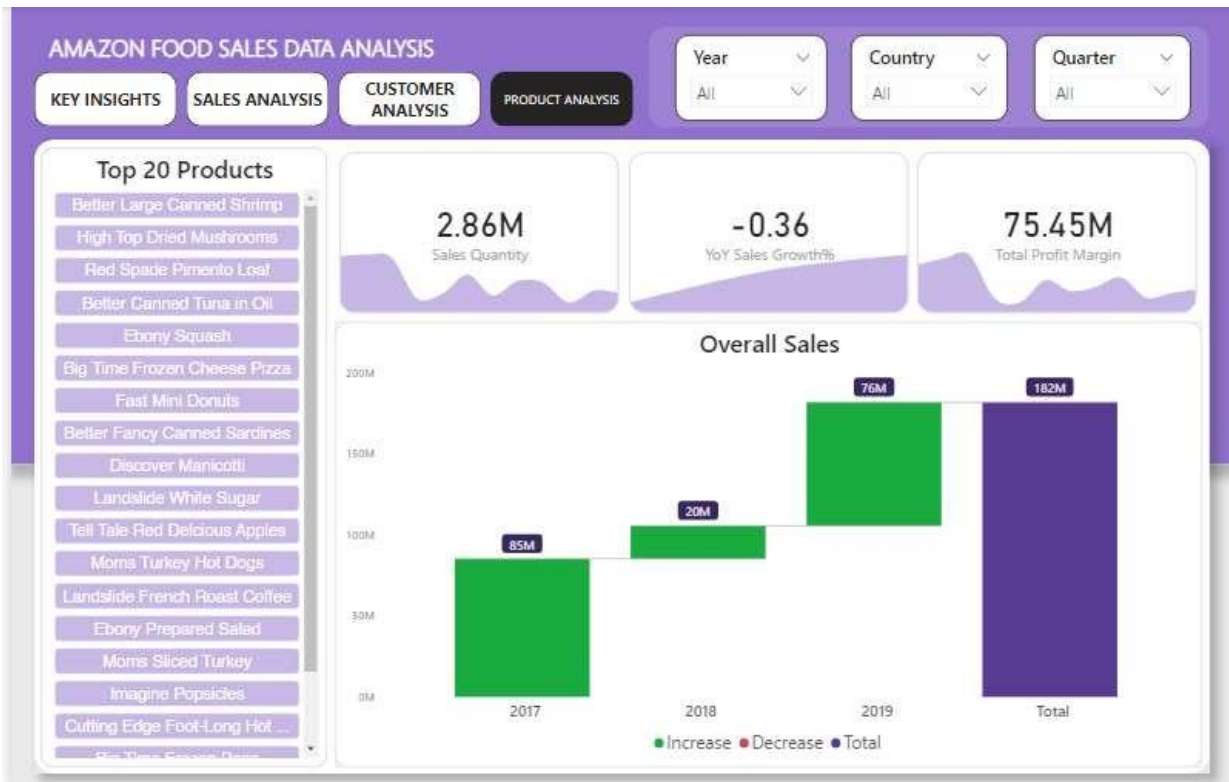 AMAZON FOOD SALES DATA ANALYSIS
KEY INSIGHTS
SALES ANALYSIS
CUSTOMER
ANALYSIS
PRODUCT ANALYSIS
Year
All
Country
All
Quarter
All
Top 20 Products
Better Large Canned Shrimp
High Top Dried Mushrooms
Red Spade Pimento Loaf
Better Canned Tuna in Oil
Ebony Squash
Big Time Frozen Cheese Pizza
Fast Mini Donuts
Better Fancy Canned Sardines
Discover Manicotti
Landslide White Sugar
Tell Tale Red Delcious Apples
Moms Turkey Hot Dogs
Landslide French Roast Coffee
Ebony Prepared Salad
Moms Sliced Turkey
Imagine Popsicles
Cutting Edge Foot-Long Hot ...
2.86M
Sales Quantity
-0.36
YoY Sales Growth%
75.45M
Total Profit Margin
Overall Sales
200M
150M
100M
50M
0M
85M
20M
76M
182M
2017
2018
2019
Total
Increase
Decrease
Total